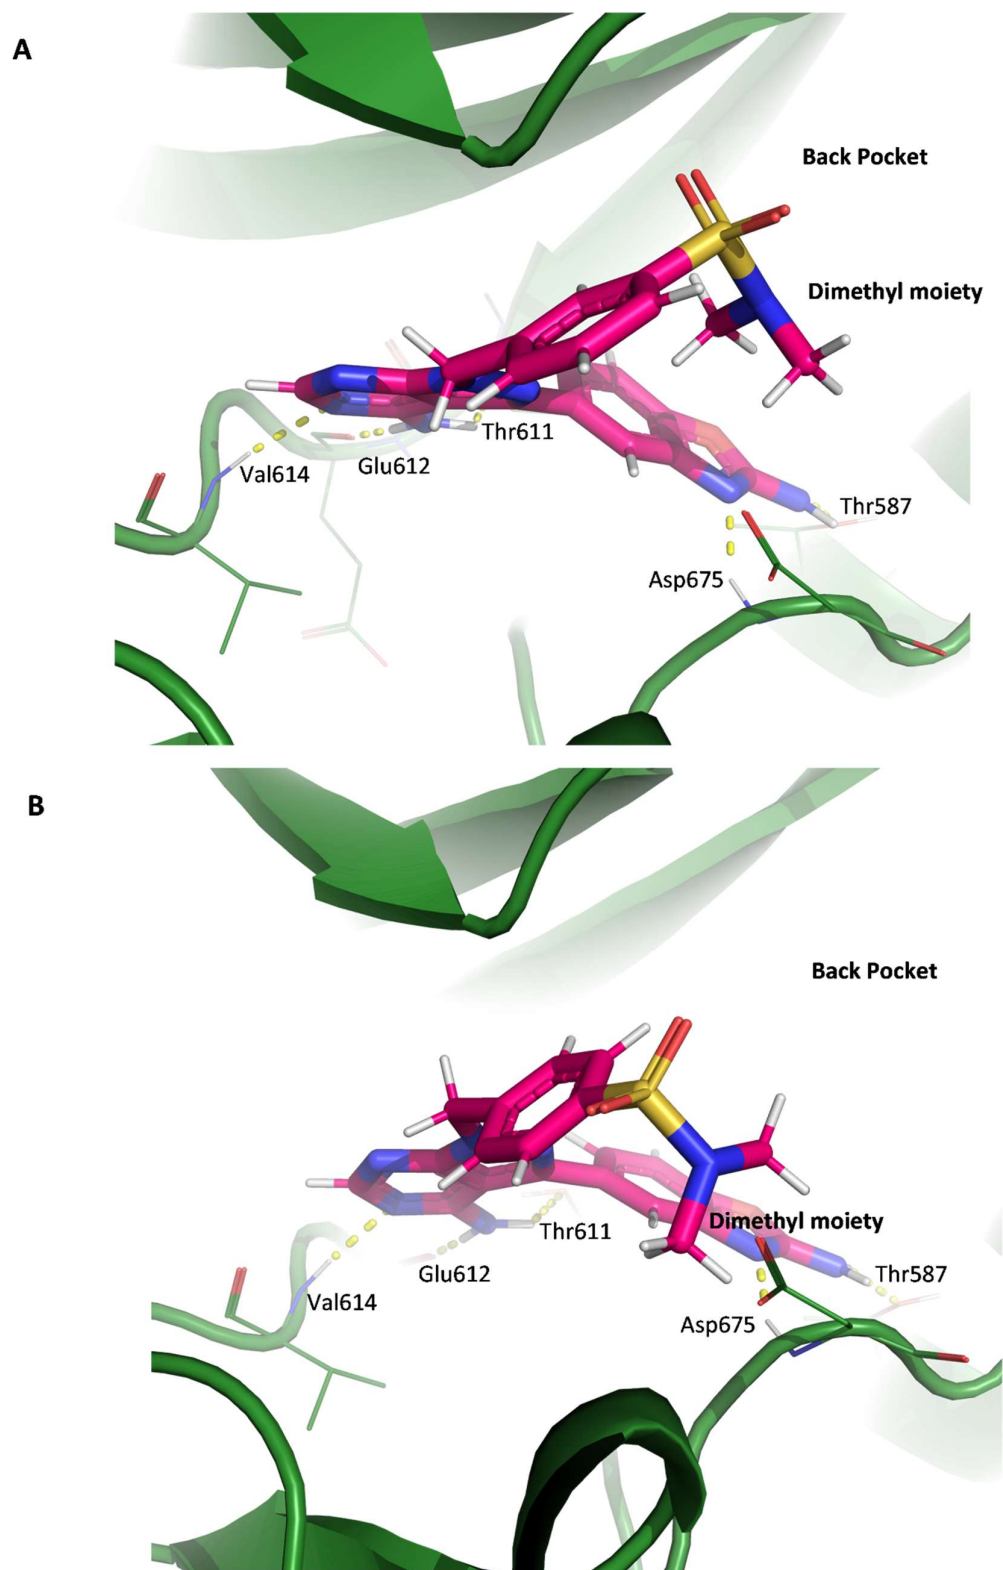 A
Back Pocket
Dimethyl moiety
Thr611
Glu612
Val614
Thr587
Asp675
B
Back Pocket
Dimethyl moiety
Thr611
Glu612
Thr587
Val614
Asp675